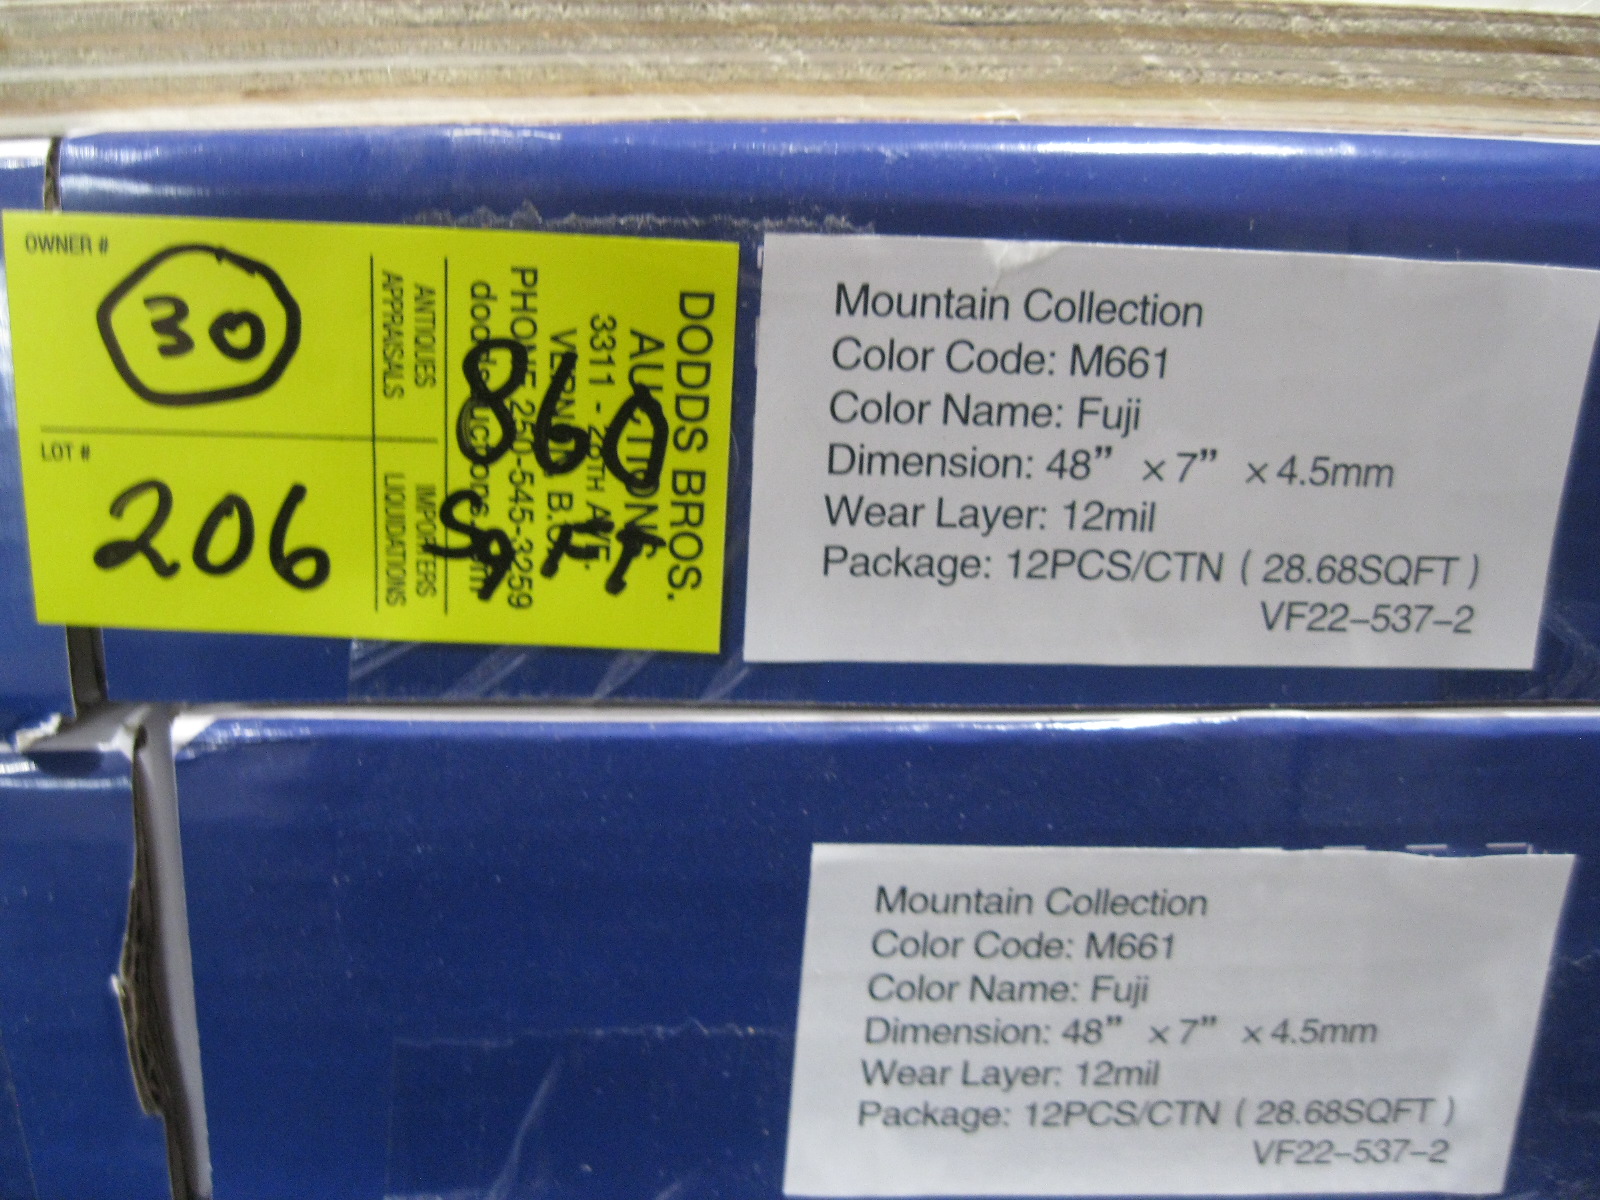 OWNER #
30
LOT #
206
DODDS BROS.
AUCTIONS
3311 - 28TH AVE.
VERNON, B.C.
PHONE 250-545-3259
ANTIQUES IMPORTERS
APPRAISALS LIQUIDATIONS
860
Sq FT
Mountain Collection
Color Code: M661
Color Name: Fuji
Dimension: 48” × 7” × 4.5mm
Wear Layer: 12mil
Package: 12PCS/CTN ( 28.68SQFT )
VF22–537–2
Mountain Collection
Color Code: M661
Color Name: Fuji
Dimension: 48” × 7” × 4.5mm
Wear Layer: 12mil
Package: 12PCS/CTN ( 28.68SQFT )
VF22–537–2